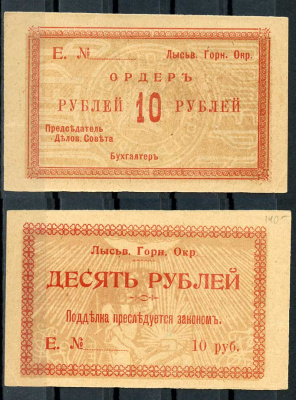 Е. № Лысьв. Горн. Окр.
ОРДЕРЪ
РУБЛЕЙ 10 РУБЛЕЙ
Предсѣдатель
Дѣлов. Совѣта
Бухгалтеръ
140-
Лысьв. Горн. Окр
ДЕСЯТЬ РУБЛЕЙ
Поддѣлка преслѣдуется закономъ.
Е. № 10 руб.